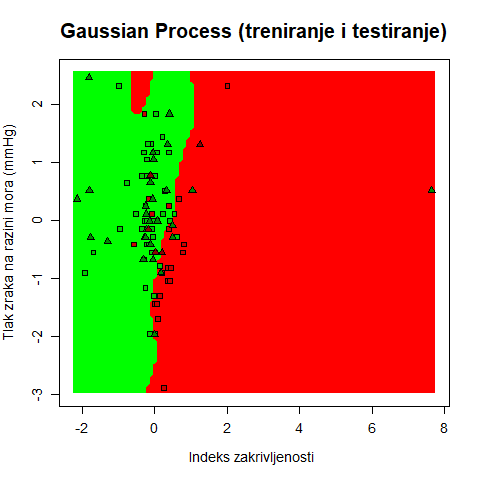 Gaussian Process (treniranje i testiranje)
Tlak zraka na razini mora (mmHg)
2
1
0
-1
-2
-3
-2 0 2 4 6 8
Indeks zakrivljenosti